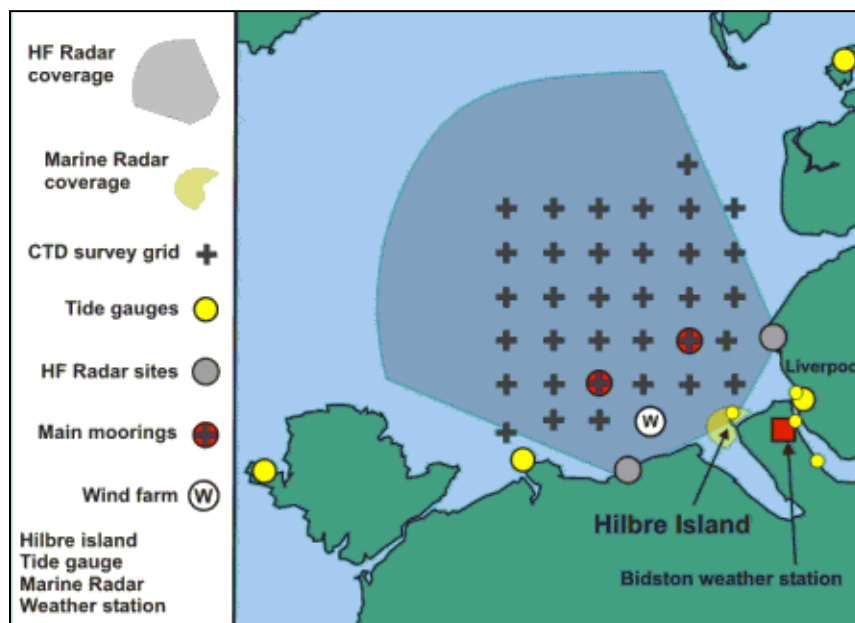 HF Radar
coverage
Marine Radar
coverage
CTD survey grid
Tide gauges
HF Radar sites
Main moorings
Wind farm
W
Hilbre island
Tide gauge
Marine Radar
Weather station
Liverpoo
W
Hilbre Island
Bidston weather station